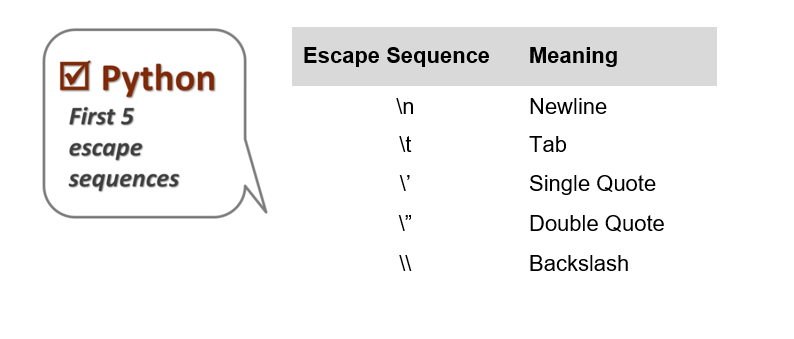 ☑ Python
First 5
escape
sequences
Escape Sequence Meaning
\n Newline
\t Tab
\’ Single Quote
\” Double Quote
\\ Backslash